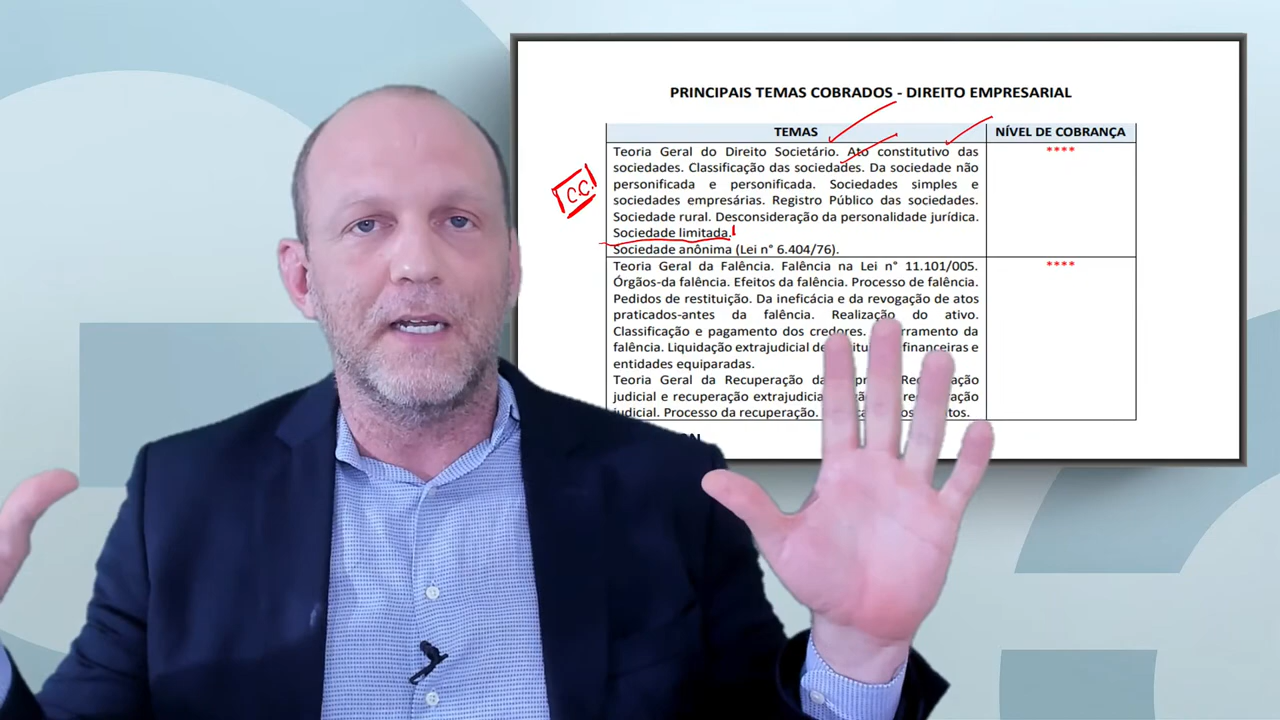 PRINCIPAIS TEMAS COBRADOS - DIREITO EMPRESARIAL
TEMAS
NÍVEL DE COBRANÇA
Teoria Geral do Direito Societário. Ato constitutivo das
****
sociedades. Classificação das sociedades. Da sociedade não
personificada e personificada. Sociedades simples e
CC
sociedades empresárias. Registro Público das sociedades.
Sociedade rural. Desconsideração da personalidade jurídica.
Sociedade limitada.
Sociedade anônima (Lei n° 6.404/76).
Teoria Geral da Falência. Falência na Lei n° 11.101/005.
****
Órgãos-da falência. Efeitos da falência. Processo de falência.
Pedidos de restituição. Da ineficácia e da revogação de atos
praticados-antes da falência. Realização do ativo.
Classificação e pagamento dos credores. da
falência. Liquidação extrajudicial financeiras e
entidades equiparadas.
Teoria Geral da Recuperação
judicial e recuperação extrajudicial
judicial. Processo da recuperação.